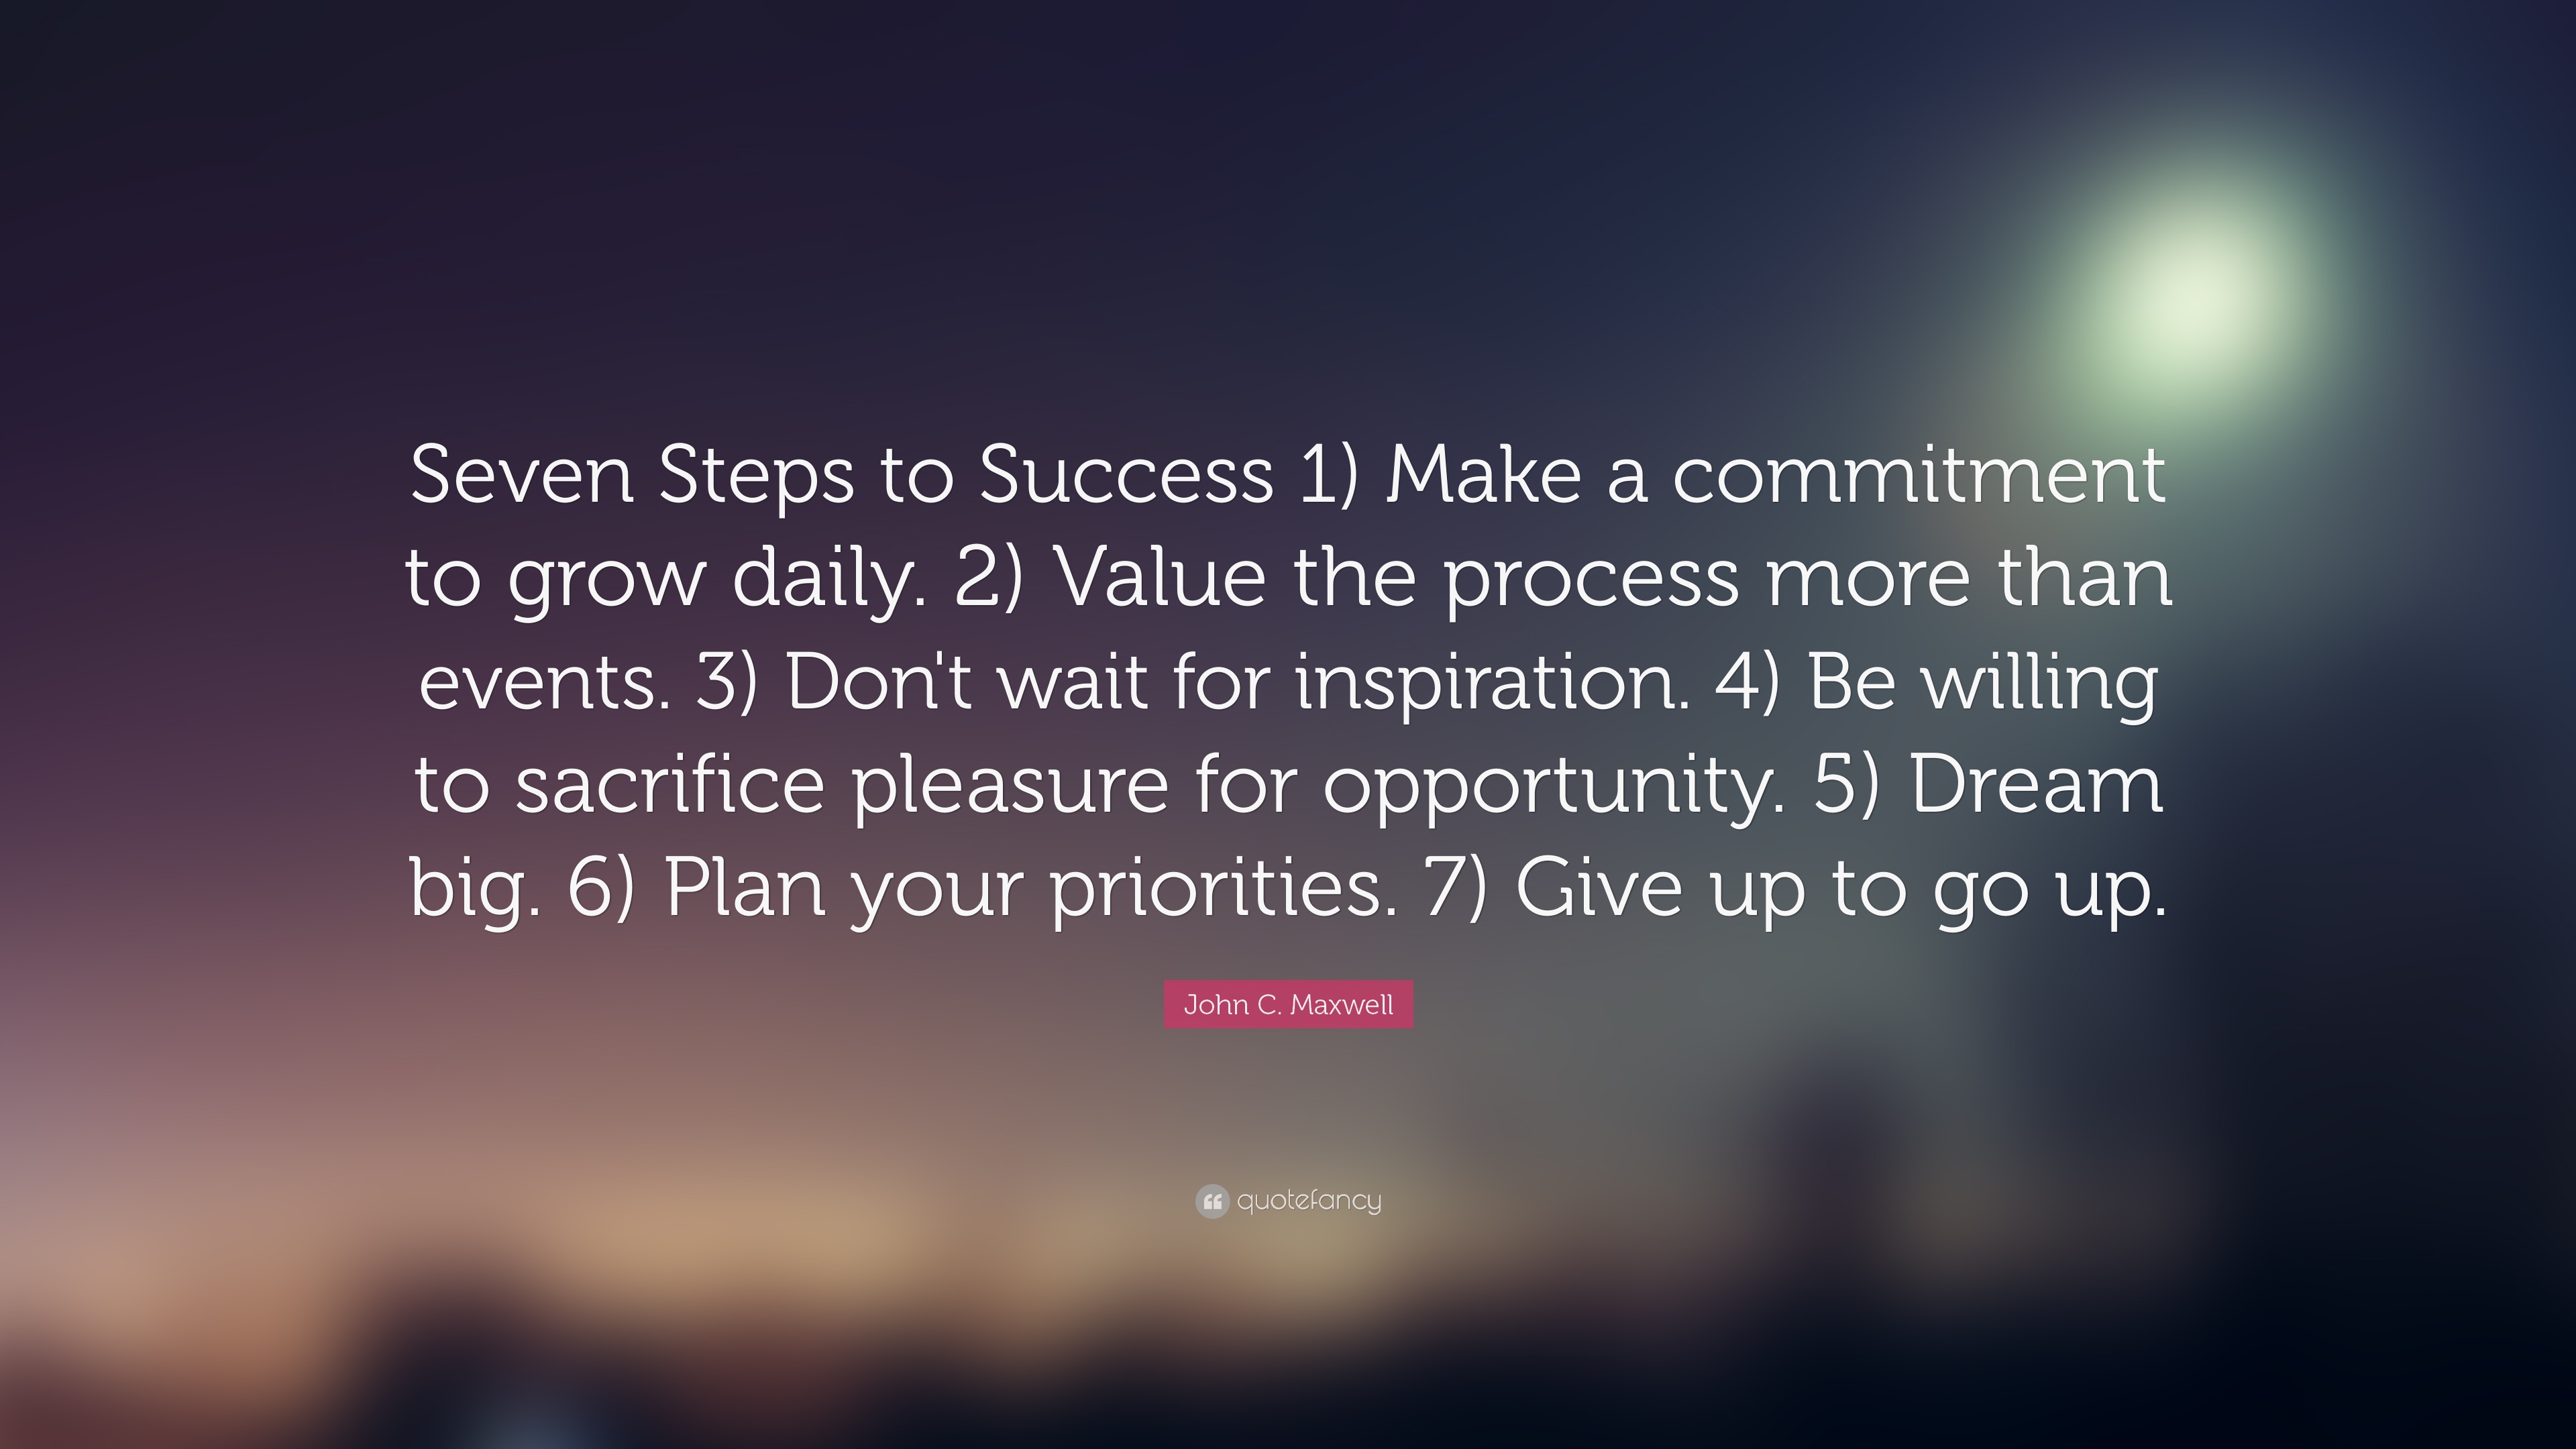 Seven Steps to Success 1) Make a commitment
to grow daily. 2) Value the process more than
events. 3) Don't wait for inspiration. 4) Be willing
to sacrifice pleasure for opportunity. 5) Dream
big. 6) Plan your priorities. 7) Give up to go up.
John C. Maxwell
quotefancy